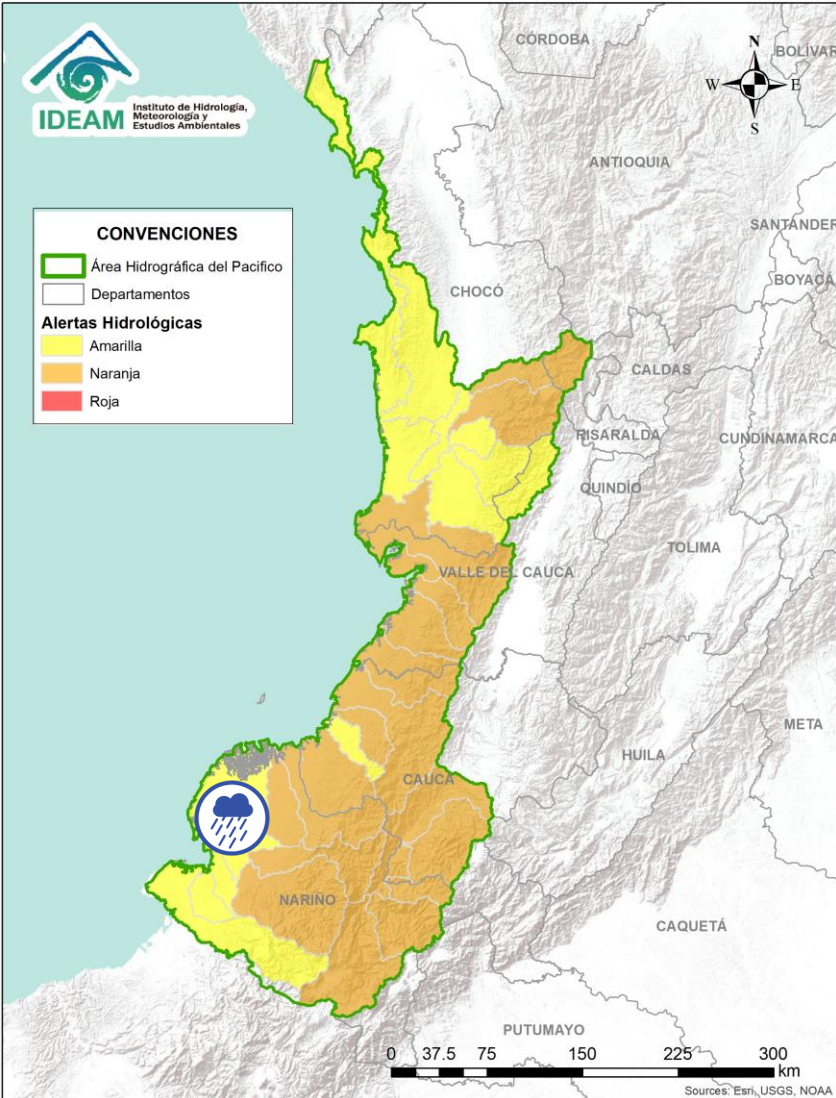 IDEAM
Instituto de Hidrología,
Meteorología y
Estudios Ambientales
CÓRDOBA
BOLÍVAR
N
W
E
S
ANTIOQUIA
SANTANDER
BOYACÁ
CONVENCIONES
Área Hidrográfica del Pacifico
Departamentos
Alertas Hidrológicas
Amarilla
Naranja
Roja
CHOCÓ
CALDAS
RISARALDA
CUNDINAMARCA
QUINDÍO
TOLIMA
VALLE DEL CAUCA
META
HUILA
CAUCA
NARIÑO
CAQUETÁ
PUTUMAYO
0 37.5 75 150 225 300
km
Sources: Esri, USGS, NOAA